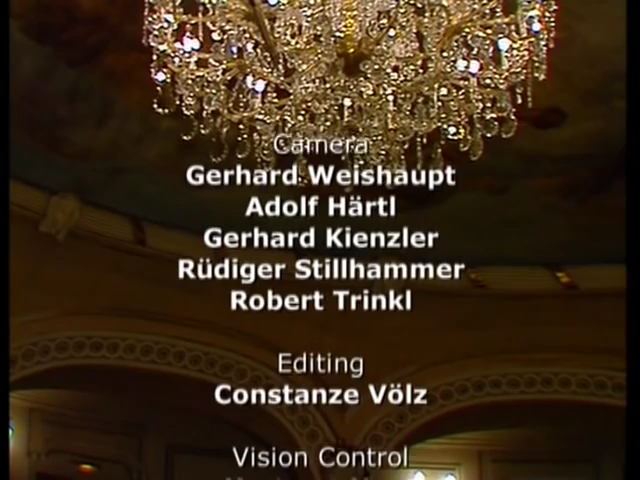 Camera
Gerhard Weishaupt
Adolf Härtl
Gerhard Kienzler
Rüdiger Stillhammer
Robert Trinkl
Editing
Constanze Völz
Vision Control